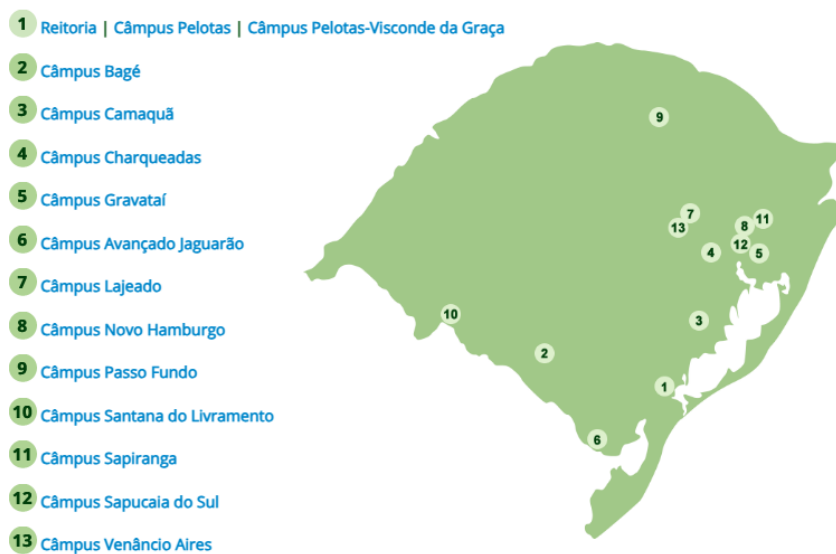 1 Reitoria | Câmpus Pelotas | Câmpus Pelotas-Visconde da Graça
2 Câmpus Bagé
3 Câmpus Camaquã
4 Câmpus Charqueadas
5 Câmpus Gravataí
6 Câmpus Avançado Jaguarão
7 Câmpus Lajeado
8 Câmpus Novo Hamburgo
9 Câmpus Passo Fundo
10 Câmpus Santana do Livramento
11 Câmpus Sapiranga
12 Câmpus Sapucaia do Sul
13 Câmpus Venâncio Aires
9
7
11
13
8
12
4
5
10
3
2
1
6